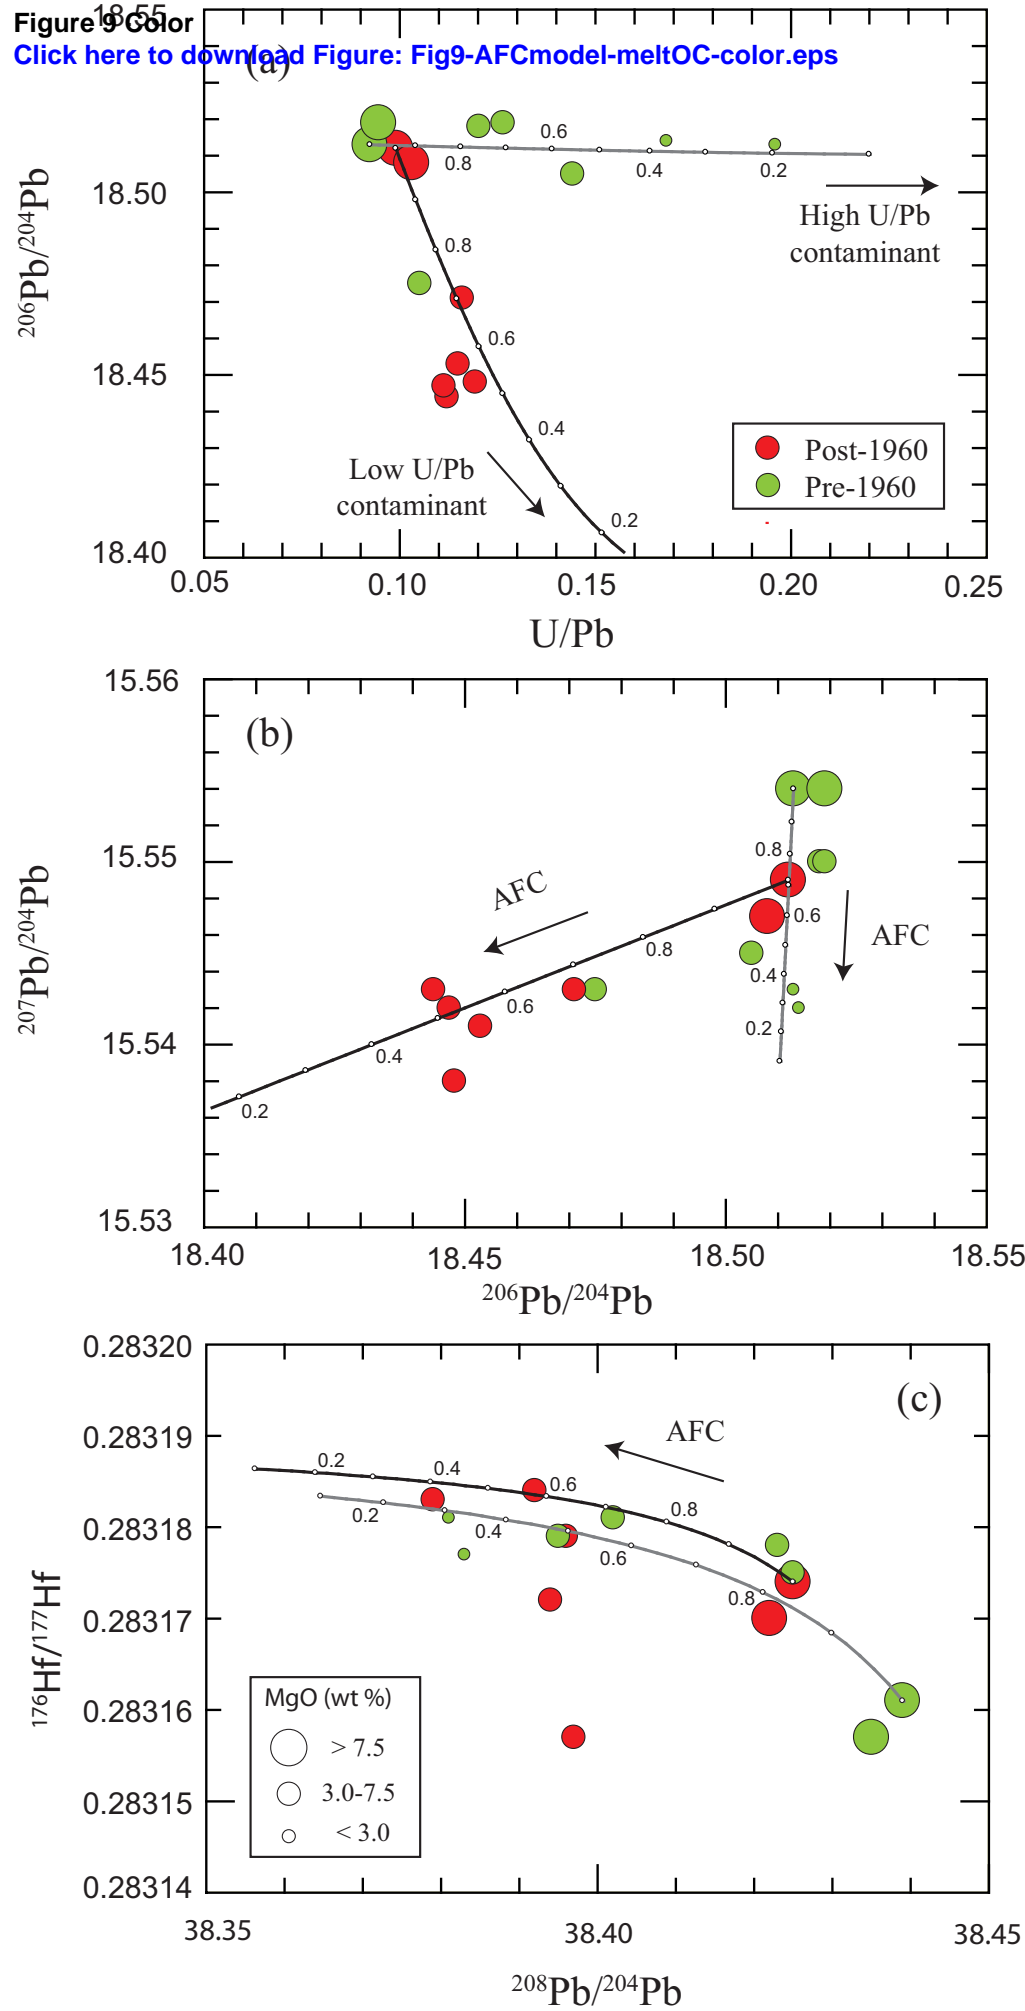 Figure 9 Color
Click here to download Figure: Fig9-AFCmodel-meltOC-color.eps
18.55
(a)
0.6
0.8
0.4
0.2
18.50
High U/Pb
contaminant
0.8
206Pb/204Pb
0.6
18.45
0.4
Post-1960
Pre-1960
Low U/Pb
contaminant
0.2
18.40
0.05
0.10
0.15
0.20
0.25
U/Pb
15.56
(b)
0.8
15.55
AFC
0.6
AFC
0.8
207Pb/204Pb
0.4
0.6
0.2
15.54
0.4
0.2
15.53
18.40
18.45
18.50
18.55
206Pb/204Pb
0.28320
(c)
0.28319
AFC
0.2
0.4
0.6
0.8
0.2
0.28318
0.4
0.6
0.8
0.28317
176Hf/177Hf
MgO (wt %)
> 7.5
3.0-7.5
< 3.0
0.28316
0.28315
0.28314
38.35
38.40
38.45
208Pb/204Pb